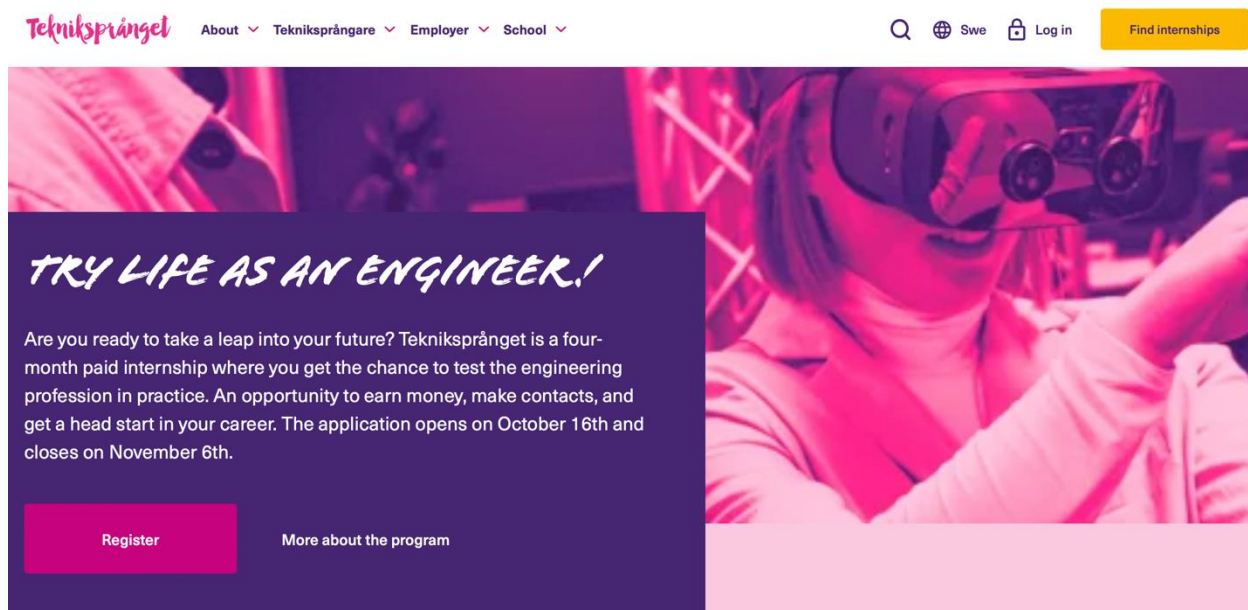 Tekniksprånget
About
Tekniksprångare
Employer
School
Swe
Log in
Find internships
TRY LIFE AS AN ENGINEER!
Are you ready to take a leap into your future? Tekniksprånget is a four-
month paid internship where you get the chance to test the engineering
profession in practice. An opportunity to earn money, make contacts, and
get a head start in your career. The application opens on October 16th and
closes on November 6th.
Register
More about the program